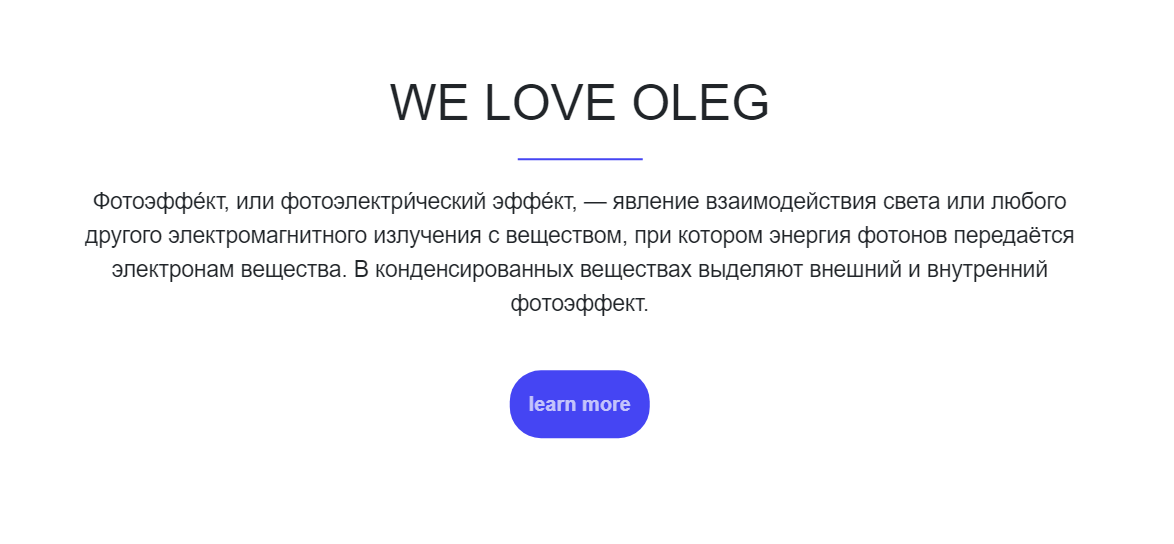 WE LOVE OLEG
Фотоэффе́кт, или фотоэлектри́ческий эффе́кт, — явление взаимодействия света или любого
другого электромагнитного излучения с веществом, при котором энергия фотонов передаётся
электронам вещества. В конденсированных веществах выделяют внешний и внутренний
фотоэффект.
learn more